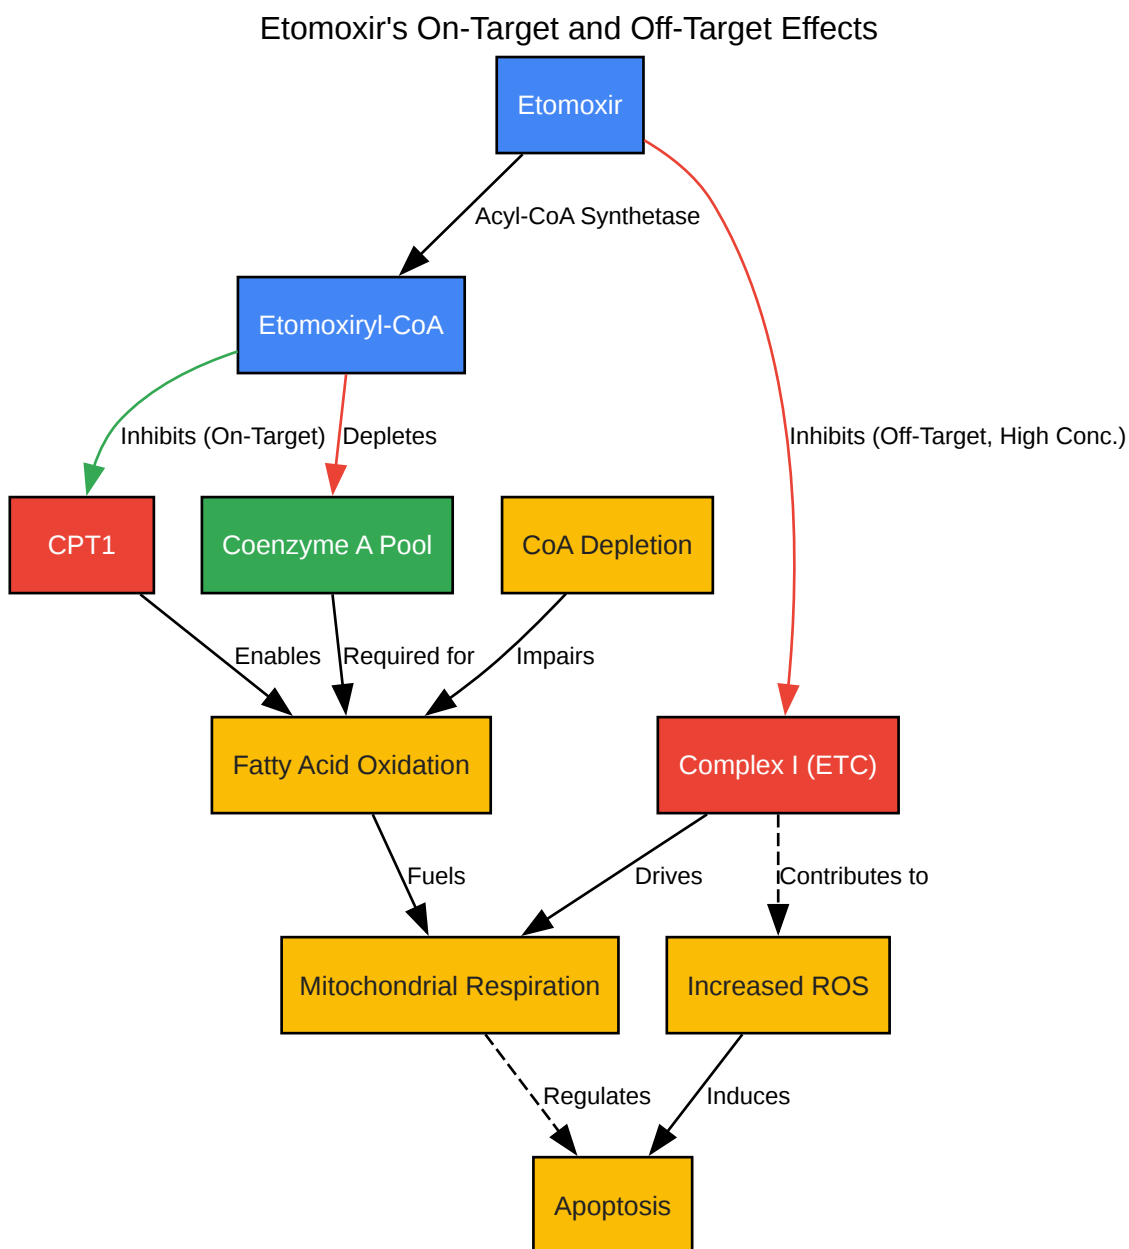 Etomoxir's On-Target and Off-Target Effects
Etomoxir
Acyl-CoA Synthetase
Etomoxiryl-CoA
Inhibits (On-Target)
Depletes
Inhibits (Off-Target, High Conc.)
CPT1
Coenzyme A Pool
CoA Depletion
Enables
Required for
Impairs
Fatty Acid Oxidation
Complex I (ETC)
Fuels
Drives
Contributes to
Mitochondrial Respiration
Increased ROS
Regulates
Induces
Apoptosis